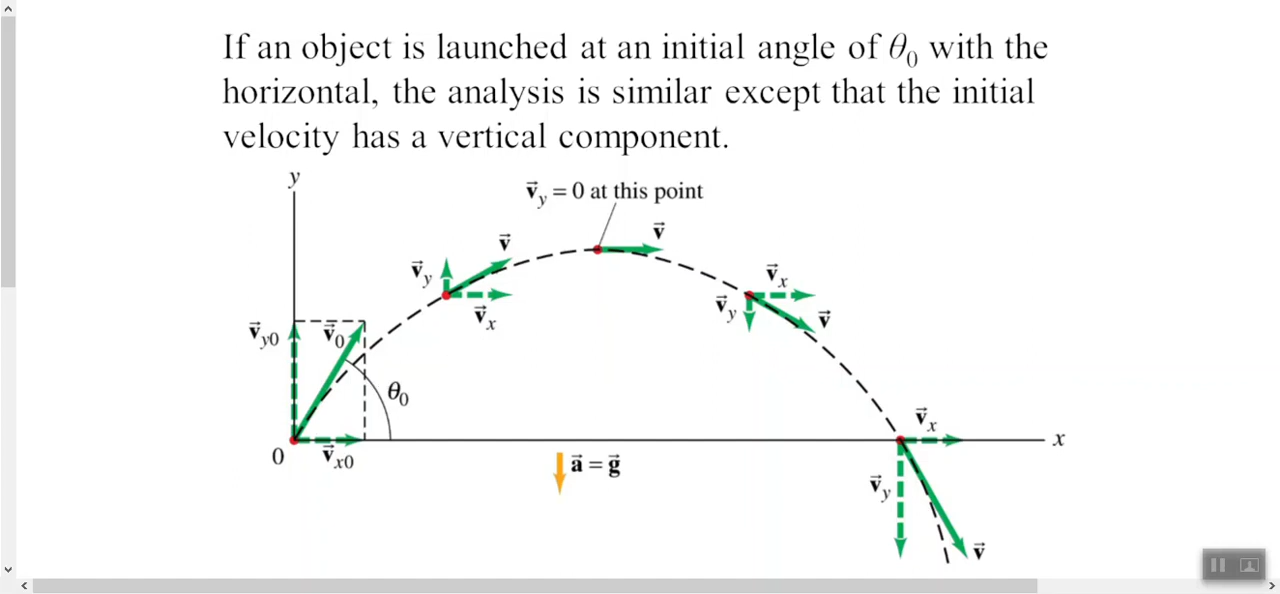 If an object is launched at an initial angle of θ₀ with the
horizontal, the analysis is similar except that the initial
velocity has a vertical component.
y
v⃗y = 0 at this point
v⃗
v⃗
v⃗y
v⃗x
v⃗x
v⃗y
v⃗
v⃗y0
v⃗0
θ₀
v⃗x
x
0
v⃗x0
a⃗ = g⃗
v⃗y
v⃗